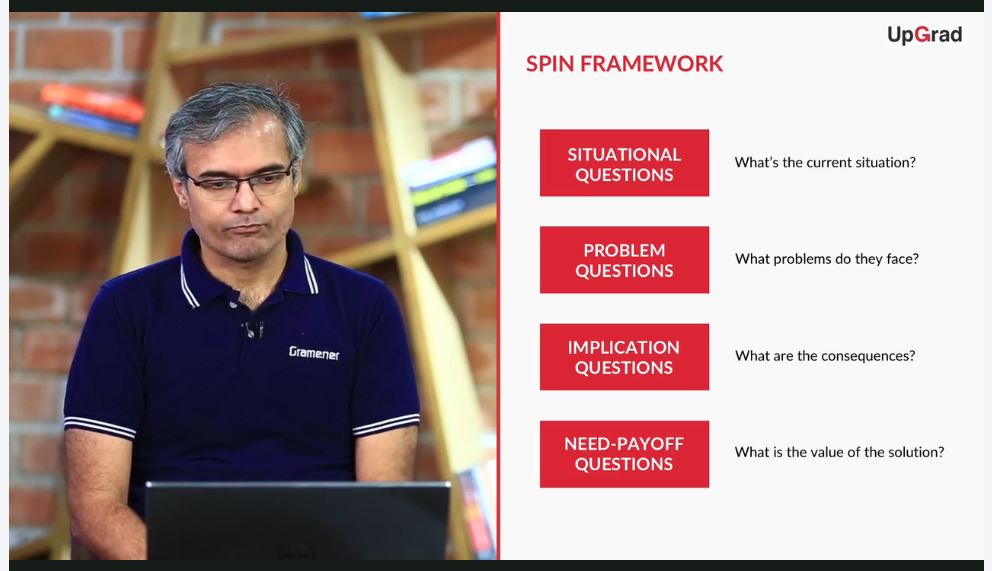 UpGrad
SPIN FRAMEWORK
SITUATIONAL
QUESTIONS
What's the current situation?
PROBLEM
QUESTIONS
What problems do they face?
IMPLICATION
QUESTIONS
What are the consequences?
NEED-PAYOFF
QUESTIONS
What is the value of the solution?
Gramener